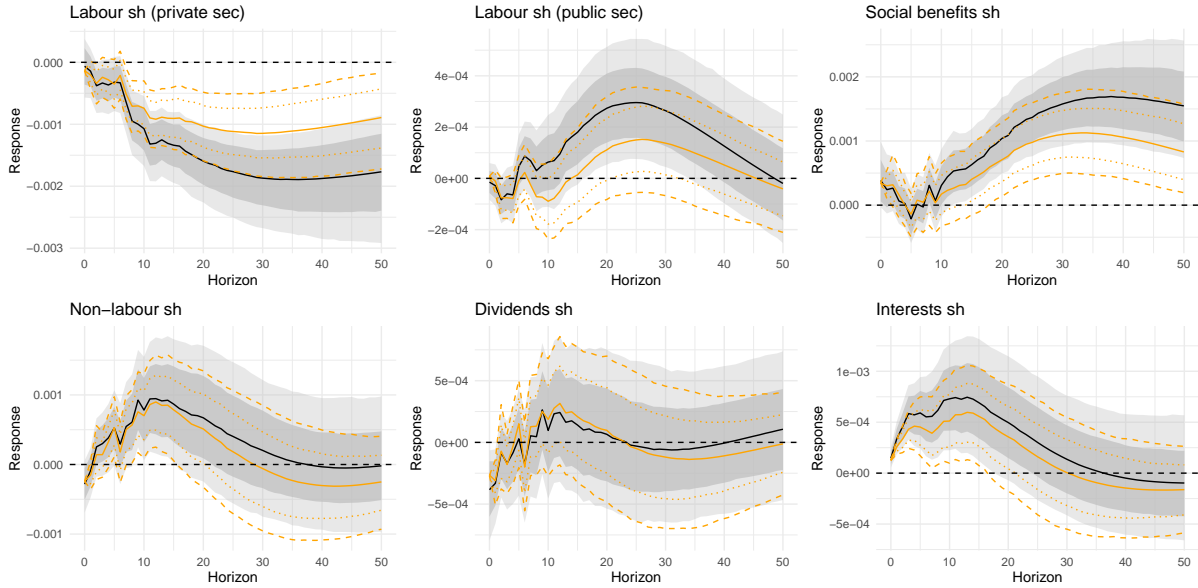 Labour sh (private sec)
Labour sh (public sec)
Social benefits sh
Response
0.000
−0.001
−0.002
−0.003
0 10 20 30 40 50
Horizon
Response
4e−04
2e−04
0e+00
−2e−04
0 10 20 30 40 50
Horizon
Response
0.002
0.001
0.000
0 10 20 30 40 50
Horizon
Non−labour sh
Dividends sh
Interests sh
Response
0.001
0.000
−0.001
0 10 20 30 40 50
Horizon
Response
5e−04
0e+00
−5e−04
0 10 20 30 40 50
Horizon
Response
1e−03
5e−04
0e+00
−5e−04
0 10 20 30 40 50
Horizon